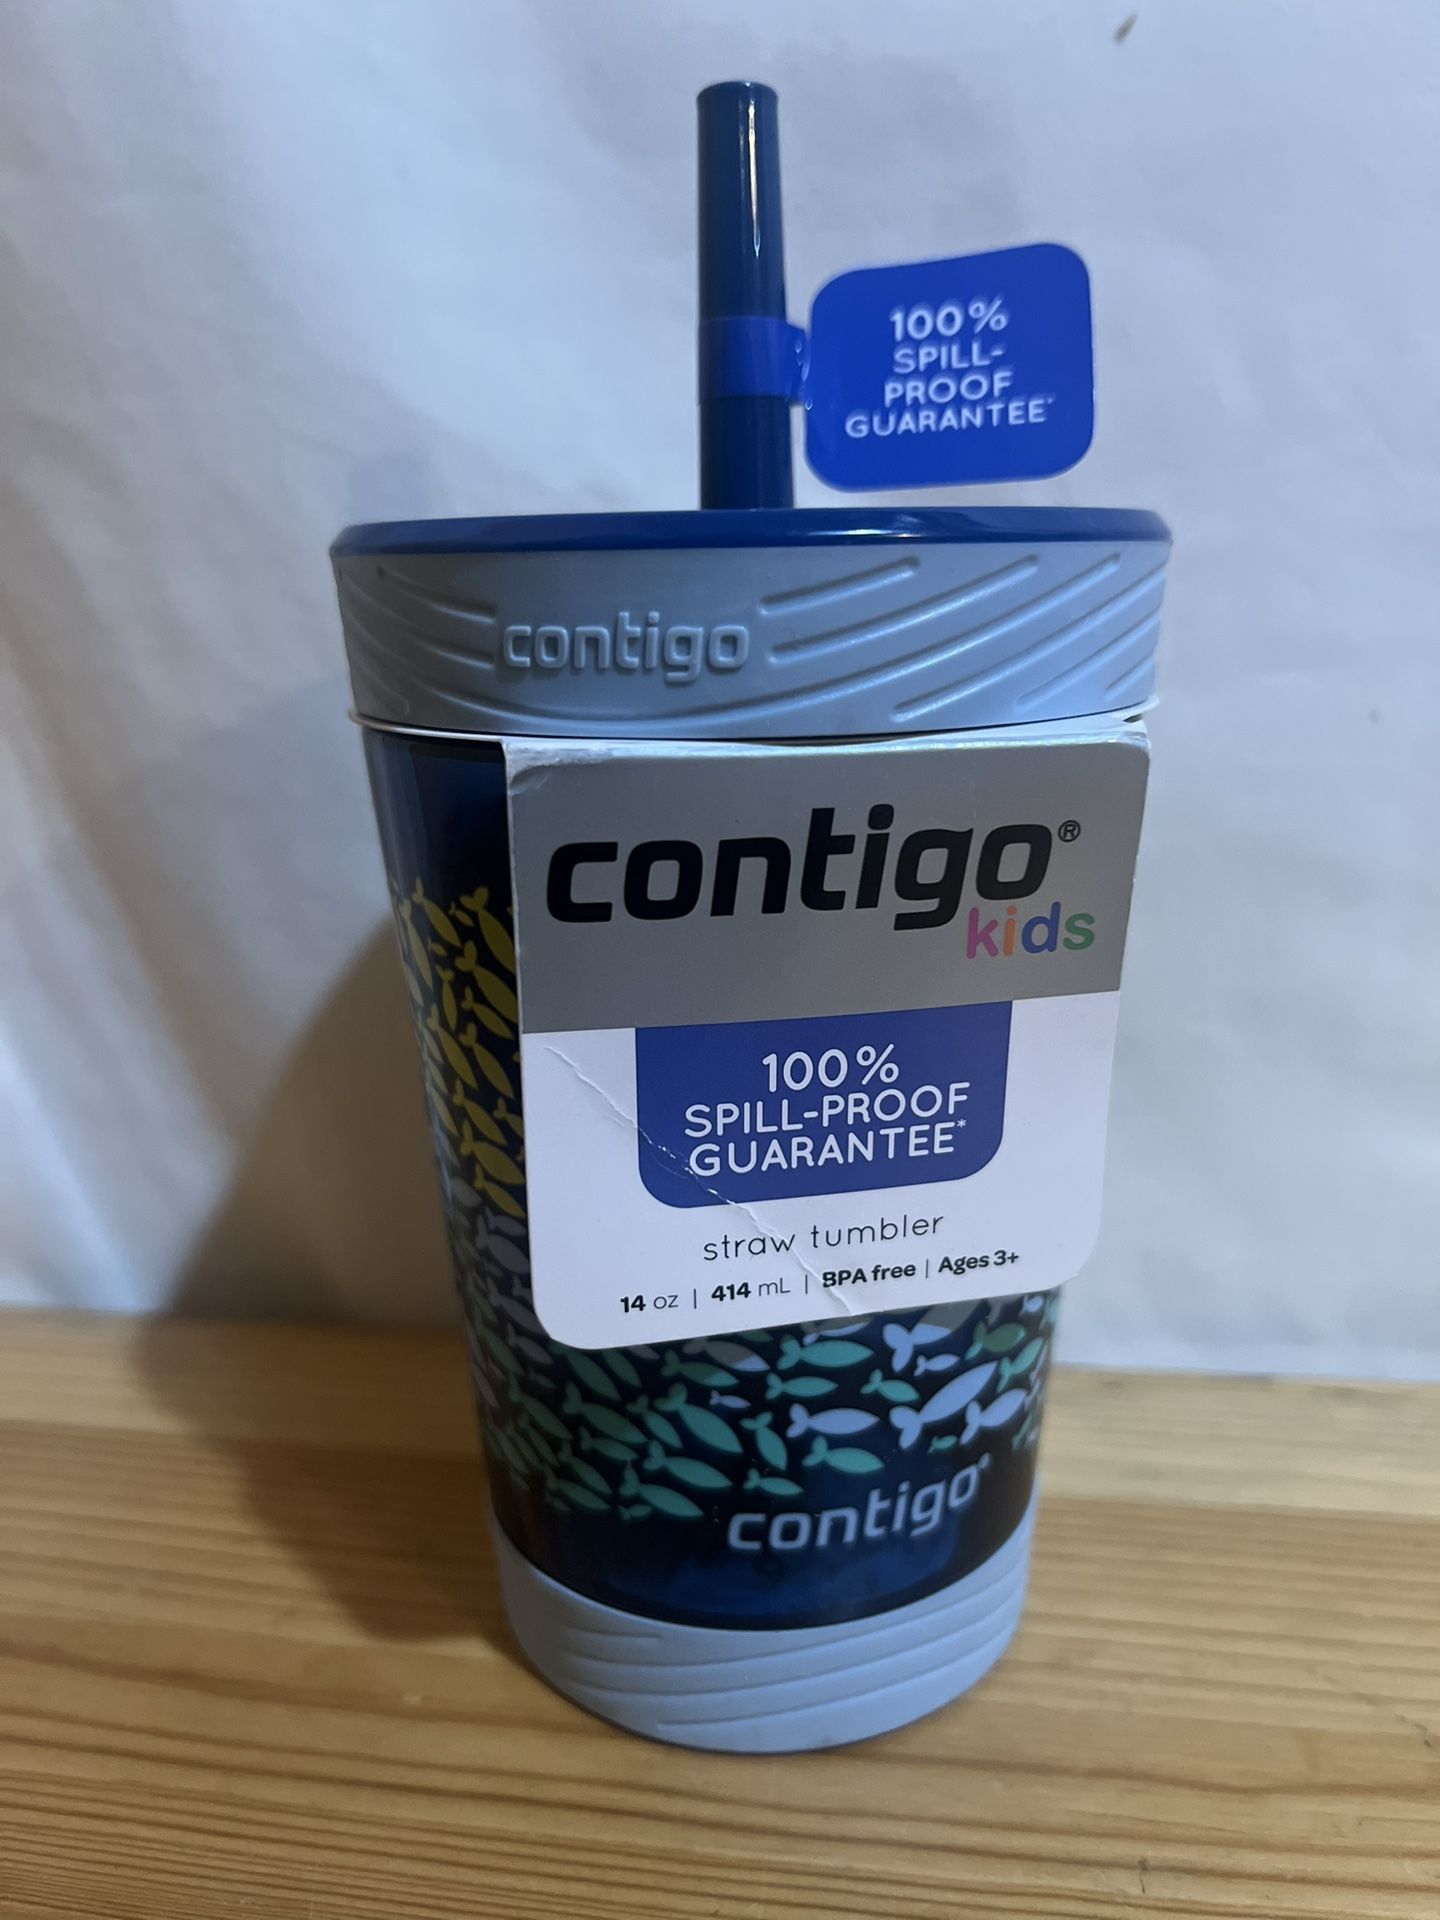 100%
SPILL-
PROOF
GUARANTEE*
contigo
contigo®
kids
100%
SPILL-PROOF
GUARANTEE*
straw tumbler
14 oz | 414 mL | BPA free | Ages 3+
contigo®